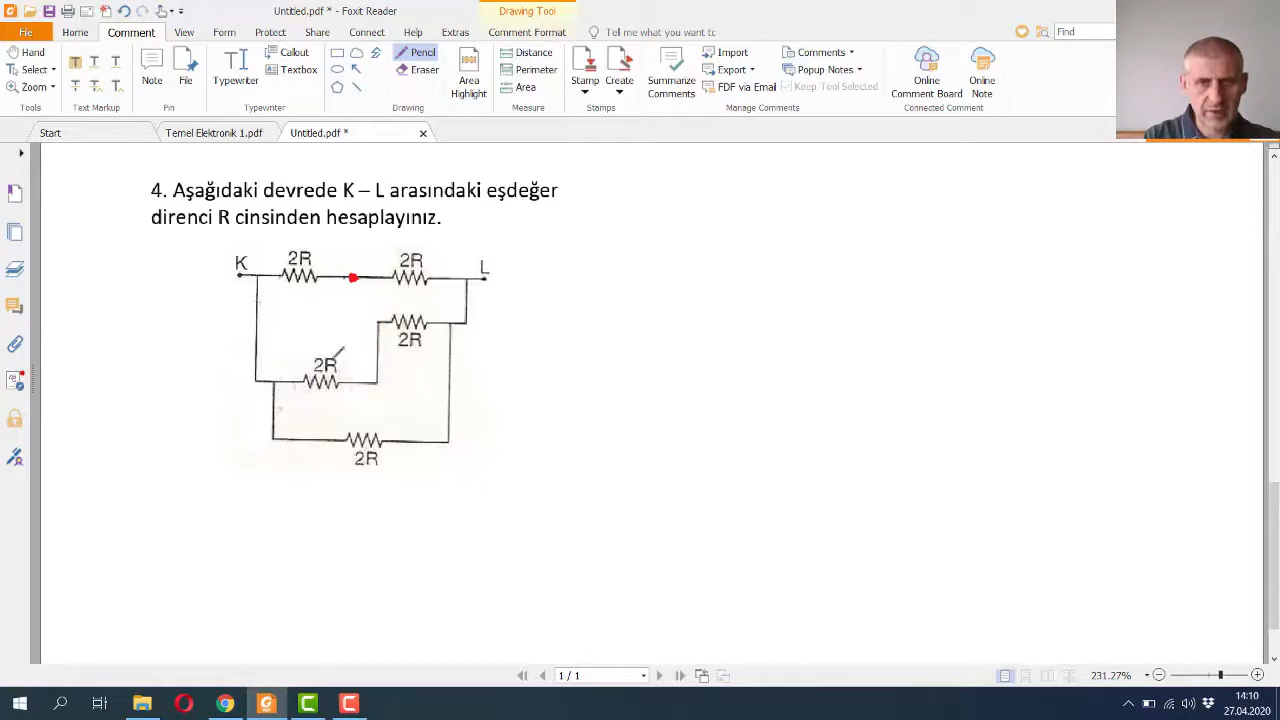 Untitled.pdf * - Foxit Reader
Drawing Tool
File Home Comment View Form Protect Share Connect Help Extras Comment Format Tell me what you want tc Find
Hand
Select
Zoom
Tools
Text Markup
Note
File
Pin
Typewriter
Callout
Textbox
Typewriter
Pencil
Eraser
Drawing
Area
Highlight
Distance
Perimeter
Area
Measure
Stamp
Create
Stamps
Summarize
Comments
Import
Export
FDF via Email
Comments
Popup Notes
Keep Tool Selected
Manage Comments
Online
Comment Board
Online
Note
Connected Comment
Start Temel Elektronik 1.pdf Untitled.pdf *
4. Aşağıdaki devrede K – L arasındaki eşdeğer
direnci R cinsinden hesaplayınız.
K 2R 2R L
2R
2R
2R
1 / 1
231.27%
14:10
27.04.2020